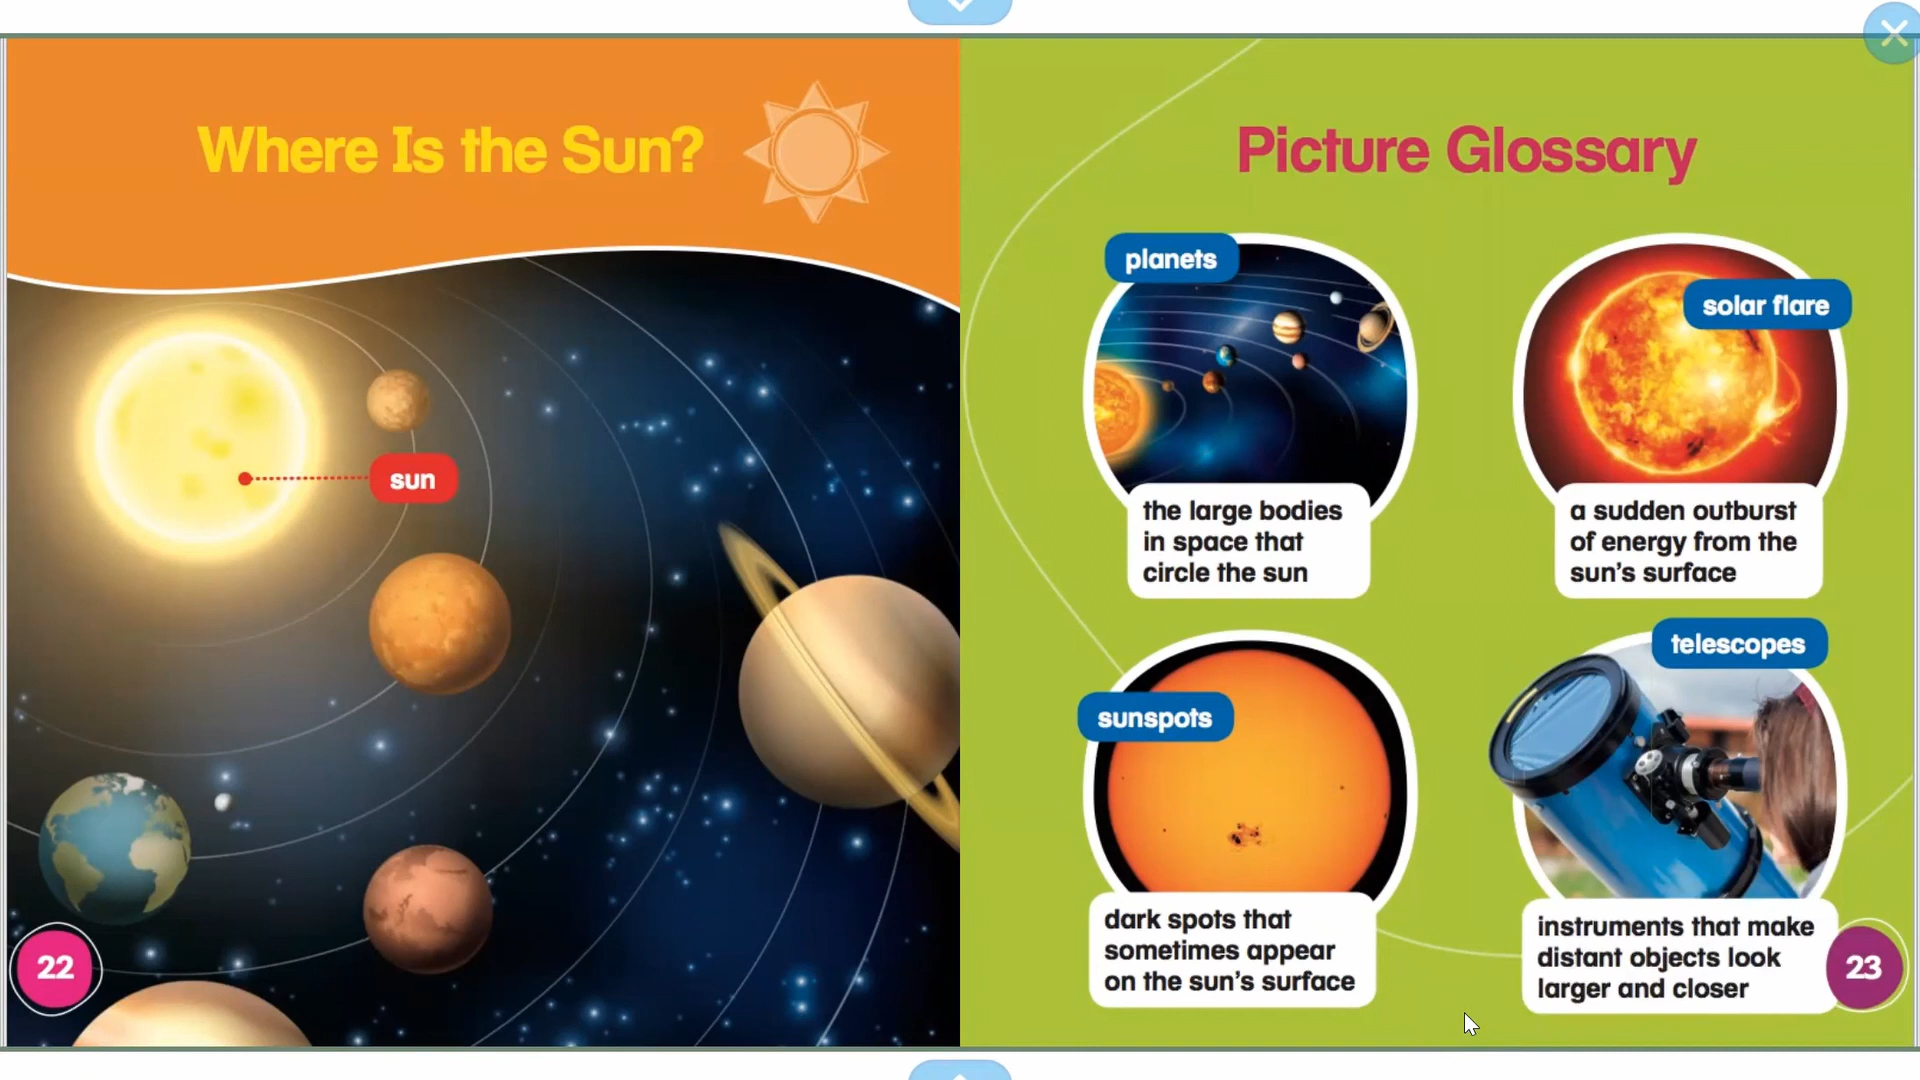 Where Is the Sun?
sun
22
Picture Glossary
planets
the large bodies
in space that
circle the sun
solar flare
a sudden outburst
of energy from the
sun's surface
sunspots
dark spots that
sometimes appear
on the sun's surface
telescopes
instruments that make
distant objects look
larger and closer
23